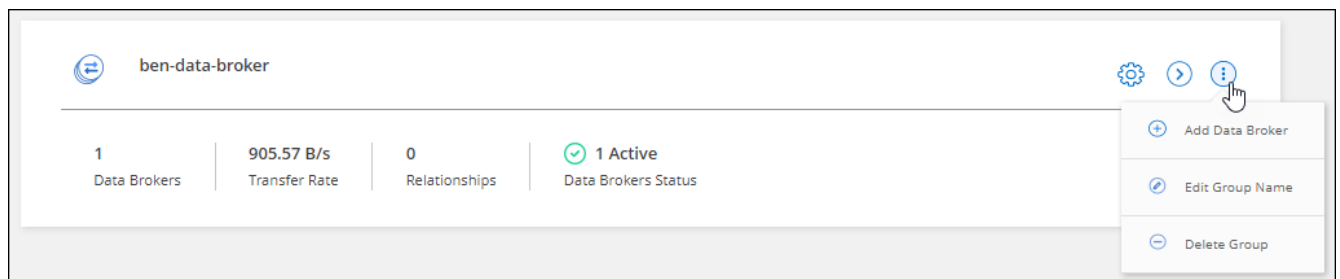 ben-data-broker
1 905.57 B/s 0 1 Active
Data Brokers Transfer Rate Relationships Data Brokers Status
Add Data Broker
Edit Group Name
Delete Group